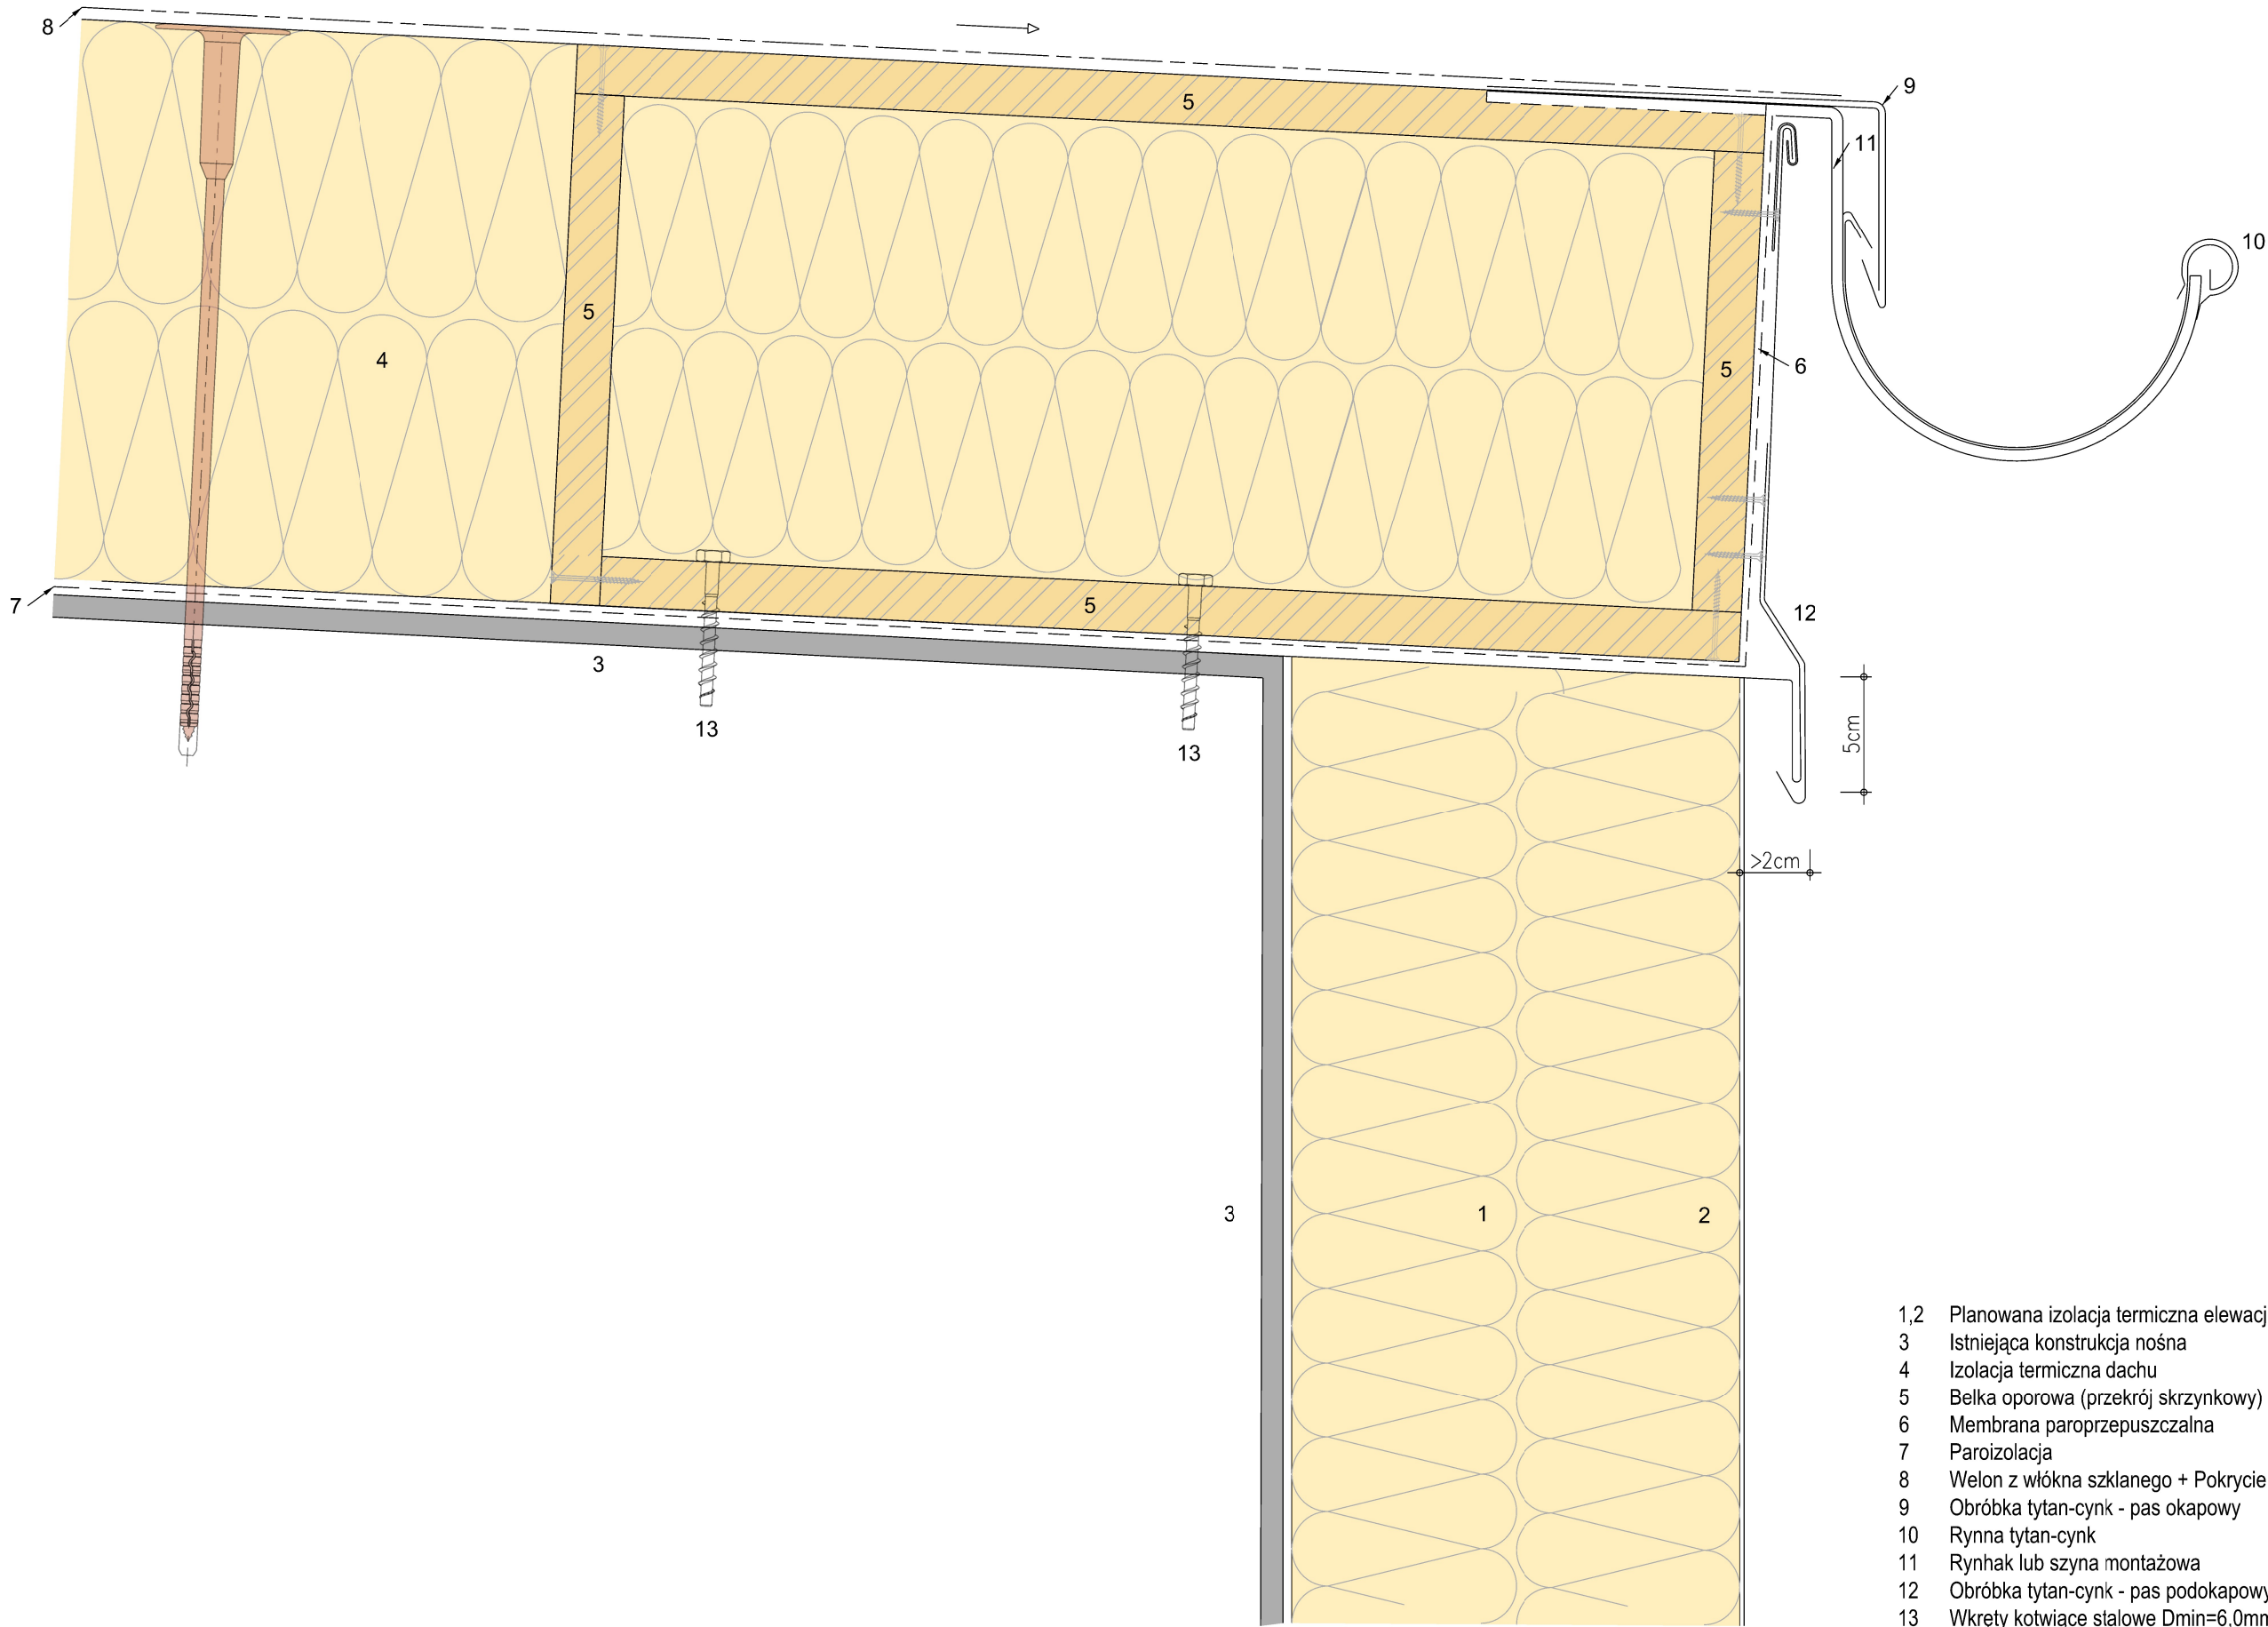 8
5
9
11
10
5
4
5
6
7
5
12
3
13
13
5cm
>2cm
3
1
2
1,2 Planowana izolacja termiczna elewacj
3 Istniejąca konstrukcja nośna
4 Izolacja termiczna dachu
5 Belka oporowa (przekrój skrzynkowy)
6 Membrana paroprzepuszczalna
7 Paroizolacja
8 Welon z włókna szklanego + Pokrycie
9 Obróbka tytan-cynk - pas okapowy
10 Rynna tytan-cynk
11 Rynhak lub szyna montażowa
12 Obróbka tytan-cynk - pas podokapowy
13 Wkręty kotwiące stalowe Dmin=6,0mm